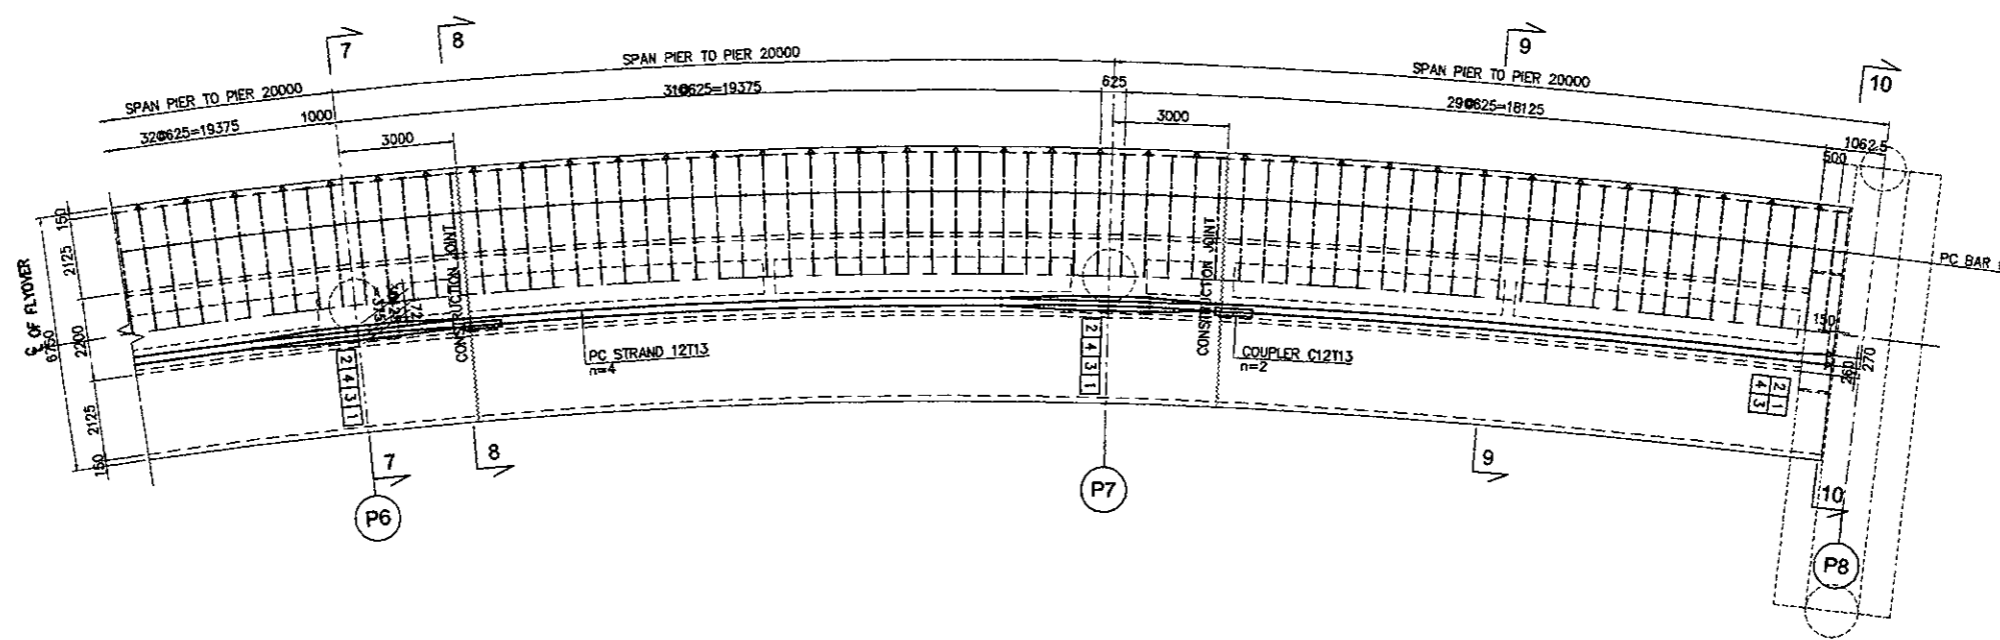 7
8
9
10
SPAN PIER TO PIER 20000
SPAN PIER TO PIER 20000
SPAN PIER TO PIER 20000
32@625=19375
1000
31@625=19375
625
29@625=18125
1062.5
500
3000
3000
150
2125
2200
2125
150
6750
℄ OF FLYOVER
CONSTRUCTION JOINT
CONSTRUCTION JOINT
PC STRAND 12T13
n=4
COUPLER C12T13
n=2
PC BAR
2 4 3 1
2 4 3 1
2 1
4 3
150
260
270
7
8
9
10
P6
P7
P8